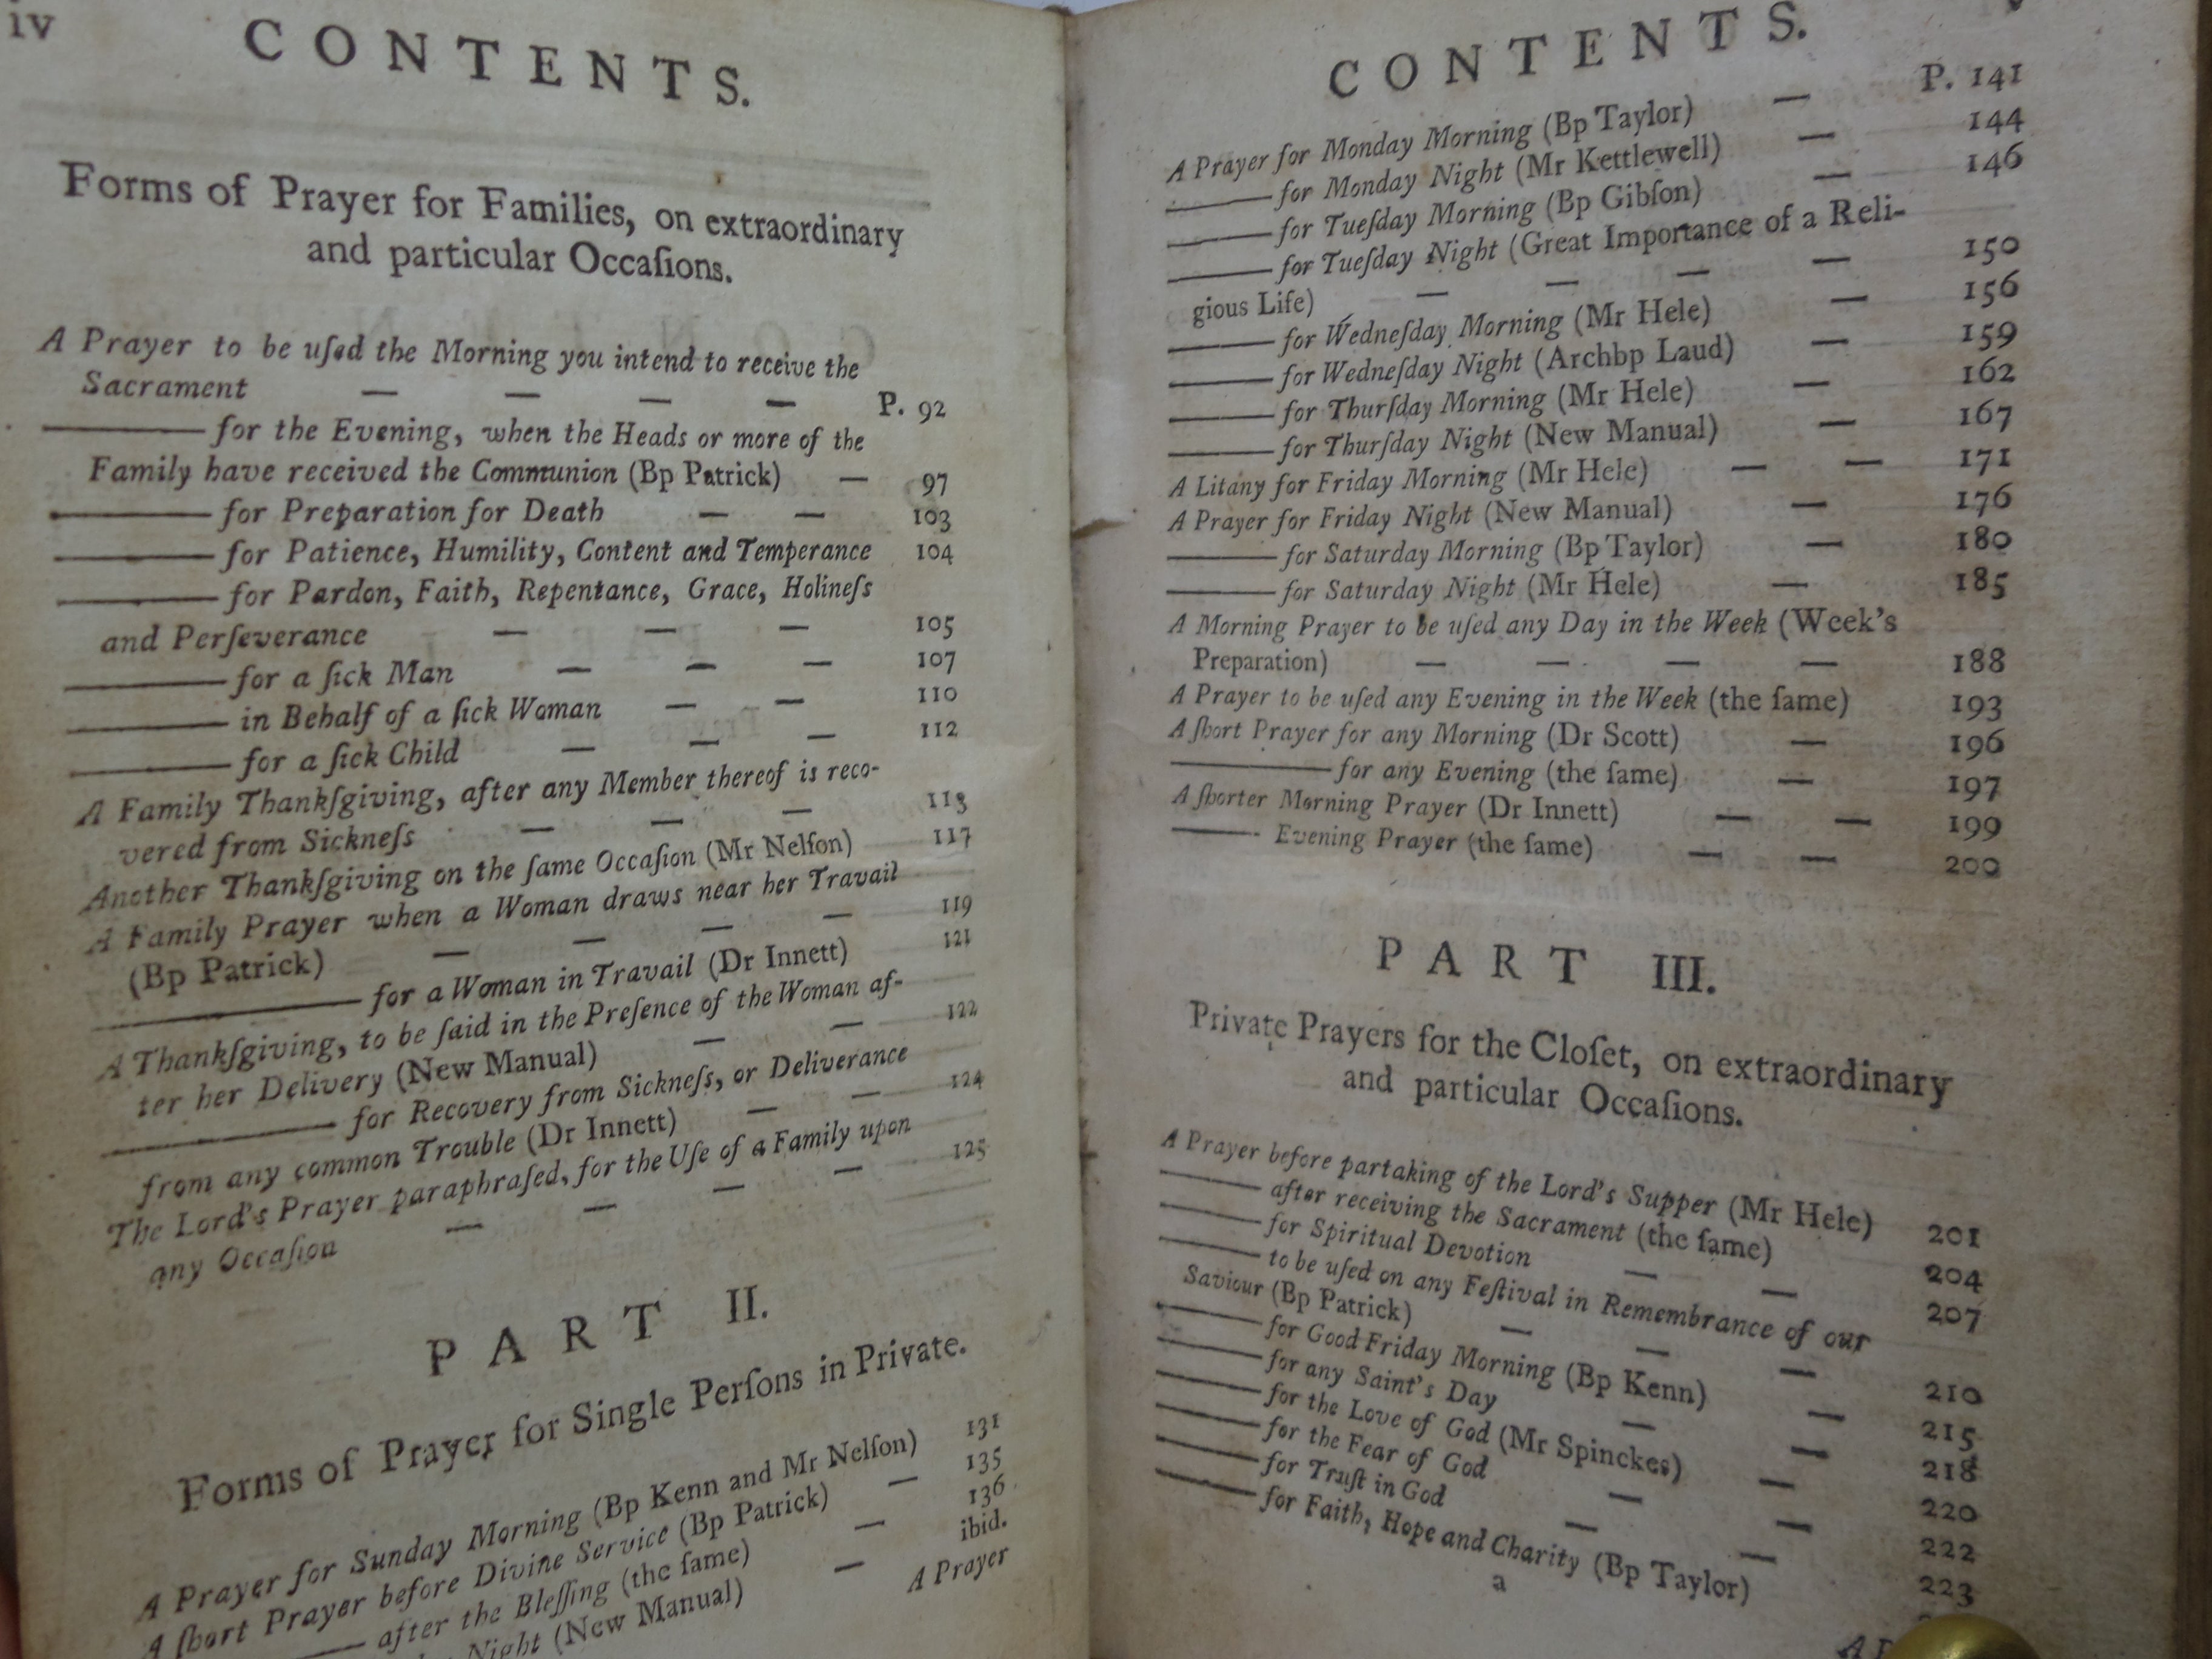 iv
CONTENTS.
Forms of Prayer for Families, on extraordinary
and particular Occaſions.
A Prayer to be uſed the Morning you intend to receive the
Sacrament — — — — P. 92
——— for the Evening, when the Heads or more of the
Family have received the Communion (Bp Patrick) — 97
——— for Preparation for Death — — 103
——— for Patience, Humility, Content and Temperance 104
——— for Pardon, Faith, Repentance, Grace, Holineſs
and Perſeverance — — — 105
——— for a ſick Man — — — 107
——— in Behalf of a ſick Woman — — 110
——— for a ſick Child — — — 112
A Family Thankſgiving, after any Member thereof is reco-
vered from Sickneſs — — — 113
Another Thankſgiving on the ſame Occaſion (Mr Nelſon) 117
A Family Prayer when a Woman draws near her Travail
(Bp Patrick) — — — — 119
——— for a Woman in Travail (Dr Innett) 121
A Thankſgiving, to be ſaid in the Preſence of the Woman af-
ter her Delivery (New Manual) — — 122
——— for Recovery from Sickneſs, or Deliverance
from any common Trouble (Dr Innett) — — 124
The Lord's Prayer paraphraſed, for the Uſe of a Family upon
any Occaſion — — — — 125
PART II.
Forms of Prayer for Single Perſons in Private.
A Prayer for Sunday Morning (Bp Kenn and Mr Nelſon) 131
A ſhort Prayer before Divine Service (Bp Patrick) — 135
——— after the Bleſſing (the ſame) — 136
Night (New Manual) — ibid.
A Prayer
CONTENTS.
A Prayer for Monday Morning (Bp Taylor) — P. 141
——— for Monday Night (Mr Kettlewell) — 144
——— for Tueſday Morning (Bp Gibſon) — 146
——— for Tueſday Night (Great Importance of a Reli-
gious Life) — — — — 150
——— for Wedneſday Morning (Mr Hele) — 156
——— for Wedneſday Night (Archbp Laud) — 159
——— for Thurſday Morning (Mr Hele) — 162
——— for Thurſday Night (New Manual) — 167
A Litany for Friday Morning (Mr Hele) — — 171
A Prayer for Friday Night (New Manual) — 176
——— for Saturday Morning (Bp Taylor) — 180
——— for Saturday Night (Mr Hele) — 185
A Morning Prayer to be uſed any Day in the Week (Week's
Preparation) — — — — 188
A Prayer to be uſed any Evening in the Week (the ſame) 193
A ſhort Prayer for any Morning (Dr Scott) — 196
——— for any Evening (the ſame) — 197
A ſhorter Morning Prayer (Dr Innett) — — 199
——— Evening Prayer (the ſame) — — 200
PART III.
Private Prayers for the Cloſet, on extraordinary
and particular Occaſions.
A Prayer before partaking of the Lord's Supper (Mr Hele) 201
——— after receiving the Sacrament (the ſame) 204
——— for Spiritual Devotion — — 207
——— to be uſed on any Feſtival in Remembrance of our
Saviour (Bp Patrick) — — — 210
——— for Good Friday Morning (Bp Kenn) — 215
——— for any Saint's Day — — 218
——— for the Love of God (Mr Spinckes) — 220
——— for the Fear of God — — 222
——— for Truſt in God — — 223
——— for Faith, Hope and Charity (Bp Taylor)
a